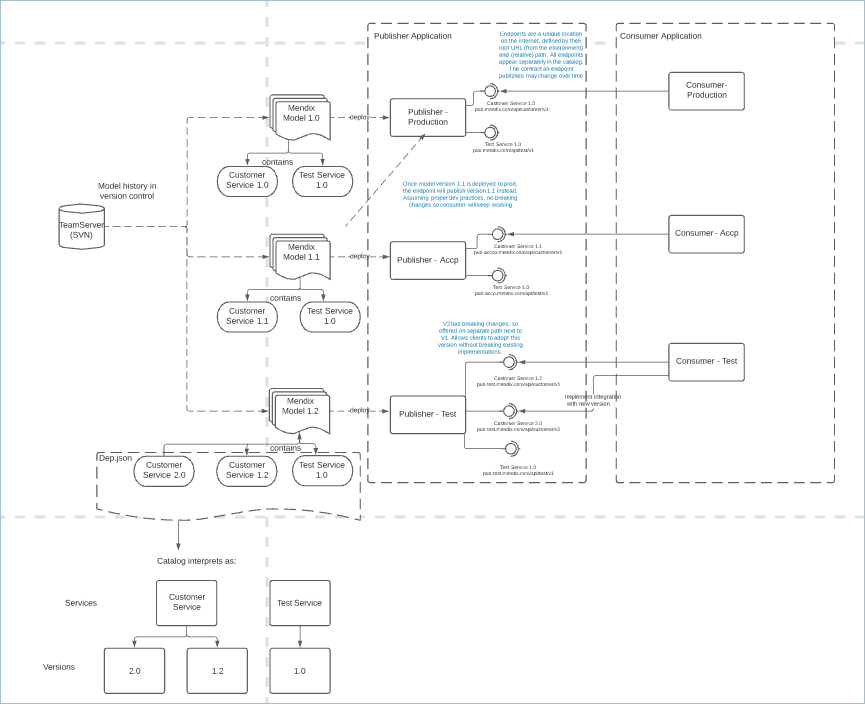 Publisher Application
Endpoints are a unique location
on the internet, defined by their
root URL (from the environment)
and (relative) path. All endpoints
appear separately in the catalog.
The contract an endpoint
publishes may change over time
Consumer Application
Consumer-
Production
Mendix
Model 1.0
deploy
Publisher -
Production
Customer Service 1.0
pub.mendix.com/api/customer/v1
Test Service 1.0
pub.mendix.com/api/test/v1
contains
Customer
Service 1.0
Test Service
1.0
Model history in
version control
Once model version 1.1 is deployed to prod,
the endpoint will publish version 1.1 instead.
Assuming proper dev practices, no breaking
changes so consumer will keep working
TeamServer
(SVN)
Mendix
Model 1.1
deploy
Publisher - Accp
Customer Service 1.1
pub-accp.mendix.com/api/customer/v1
Test Service 1.0
pub-accp.mendix.com/api/test/v1
Consumer - Accp
contains
Customer
Service 1.1
Test Service
1.0
V2 has breaking changes, so
offered on separate path next to
V1. Allows clients to adopt this
version without breaking existing
implementations.
Consumer - Test
Customer Service 1.2
pub-test.mendix.com/api/customer/v1
Implement integration
with new version
Mendix
Model 1.2
deploy
Publisher - Test
Customer Service 2.0
pub-test.mendix.com/api/customer/v2
Test Service 1.0
pub-test.mendix.com/api/test/v1
contains
Dep.json
Customer
Service 2.0
Customer
Service 1.2
Test Service
1.0
Catalog interprets as:
Services
Customer
Service
Test Service
Versions
2.0
1.2
1.0